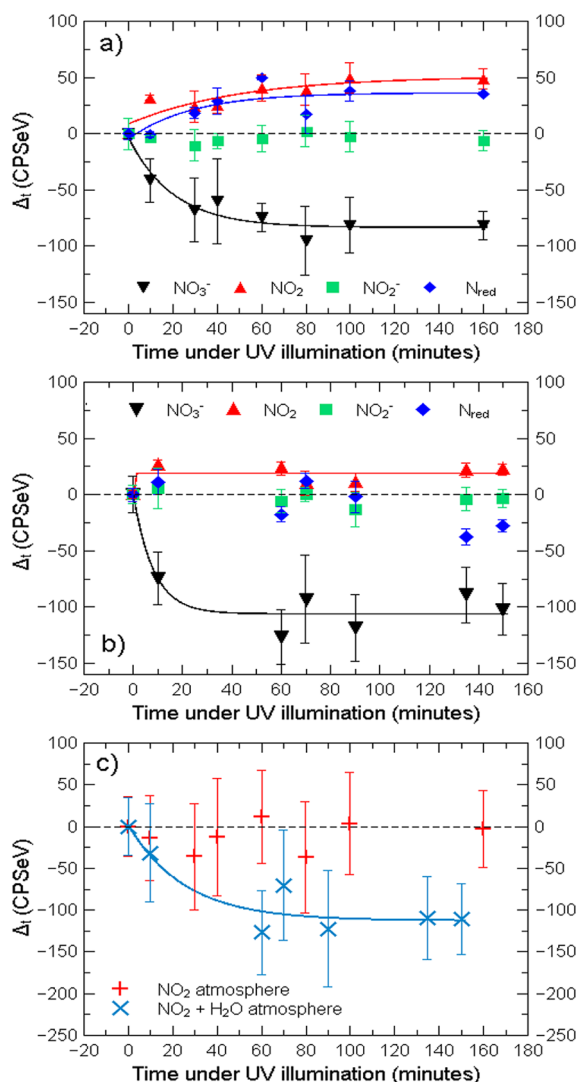 a)
100 100
50 50
0 0
−50 −50
−100 −100
−150 −150
Δt (CPSeV)
NO3⁻ NO2 NO2⁻ Nred
−20 0 20 40 60 80 100 120 140 160 180
Time under UV illumination (minutes)
100 100
NO3⁻ NO2 NO2⁻ Nred
50 50
0 0
−50 −50
−100 −100
−150 −150
Δt (CPSeV)
b)
−20 0 20 40 60 80 100 120 140 160
Time under UV illumination (minutes)
c)
100 100
50 50
0 0
−50 −50
−100 −100
−150 −150
−200 −200
−250 −250
Δt (CPSeV)
NO2 atmosphere
NO2 + H2O atmosphere
−20 0 20 40 60 80 100 120 140 160 180
Time under UV illumination (minutes)